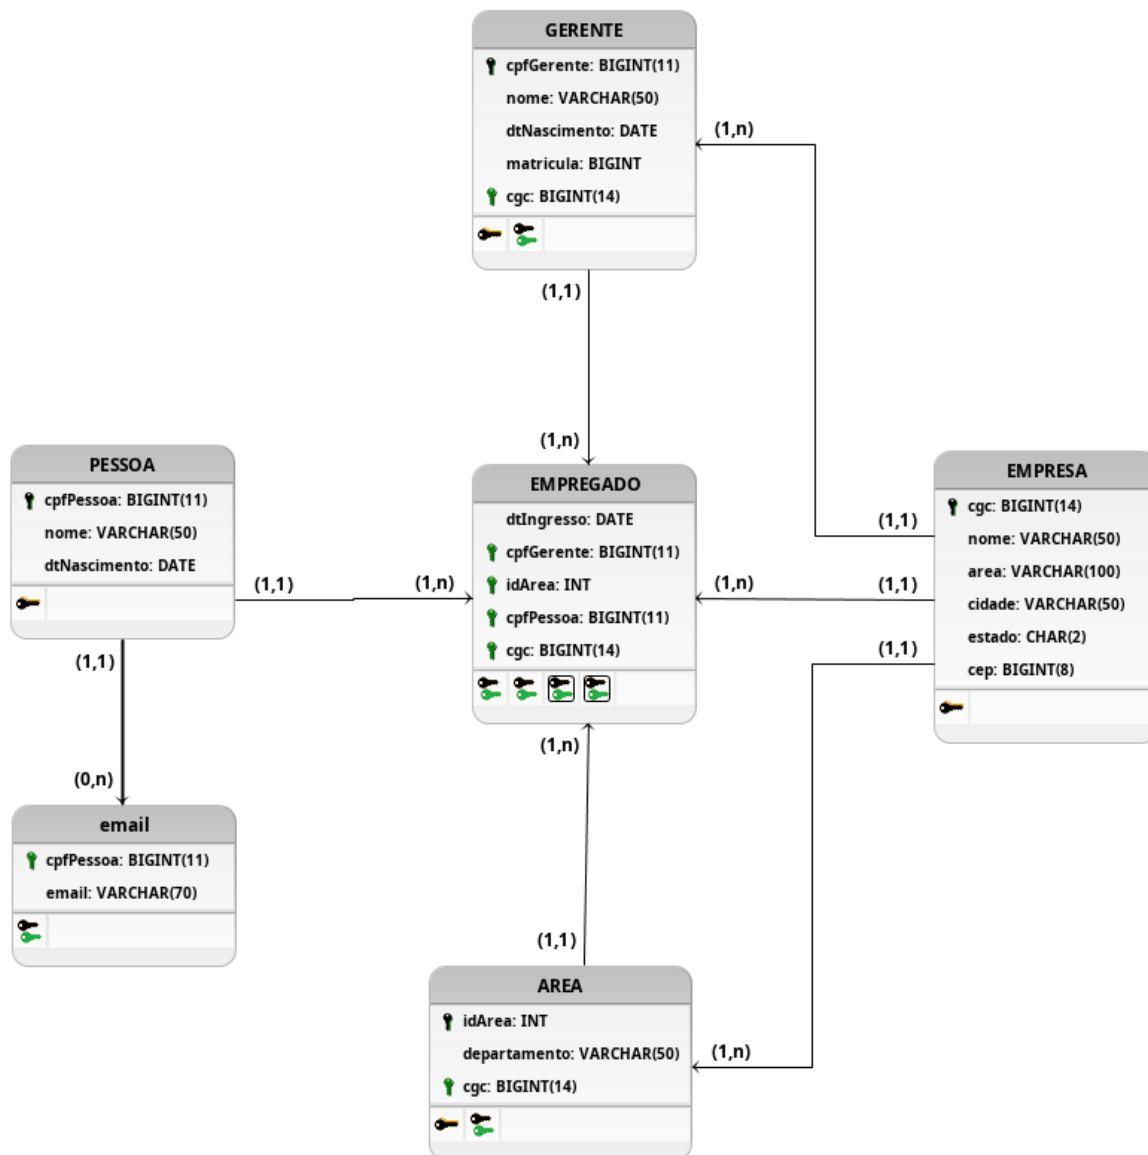 GERENTE
cpfGerente: BIGINT(11)
nome: VARCHAR(50)
dtNascimento: DATE
matricula: BIGINT
cgc: BIGINT(14)
(1,n)
(1,1)
(1,n)
PESSOA
cpfPessoa: BIGINT(11)
nome: VARCHAR(50)
dtNascimento: DATE
(1,1)
(1,n)
(1,1)
(0,n)
EMPREGADO
dtIngresso: DATE
cpfGerente: BIGINT(11)
idArea: INT
cpfPessoa: BIGINT(11)
cgc: BIGINT(14)
(1,n)
(1,n)
EMPRESA
cgc: BIGINT(14)
nome: VARCHAR(50)
area: VARCHAR(100)
cidade: VARCHAR(50)
estado: CHAR(2)
cep: BIGINT(8)
(1,1)
(1,1)
(1,1)
email
cpfPessoa: BIGINT(11)
email: VARCHAR(70)
(1,1)
AREA
idArea: INT
departamento: VARCHAR(50)
cgc: BIGINT(14)
(1,n)